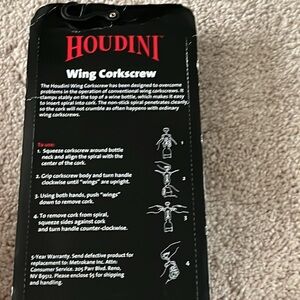 HOUDINI
Wing Corkscrew
The Houdini Wing Corkscrew has been designed to overcome
problems in the operation of conventional wing corkscrews. It
clamps stably on the top of a wine bottle, which makes it easy
to insert spiral into cork. The non-stick spiral penetrates cleanly,
so the cork will not crumble as often happens with ordinary
wing corkscrews.
To use:
1. Squeeze corkscrew around bottle
neck and align the spiral with the
center of the cork.
2. Grip corkscrew body and turn handle
clockwise until "wings" are upright.
3. Using both hands, push "wings"
down to remove cork.
4. To remove cork from spiral,
squeeze sides against cork
and turn handle counter-clockwise.
1
2
3
4
5-Year Warranty. Send defective product for
replacement to: Metrokane Inc. Attn:
Consumer Service. 205 Parr Blvd. Reno,
NV 89512. Please enclose $5 for shipping
and handling.